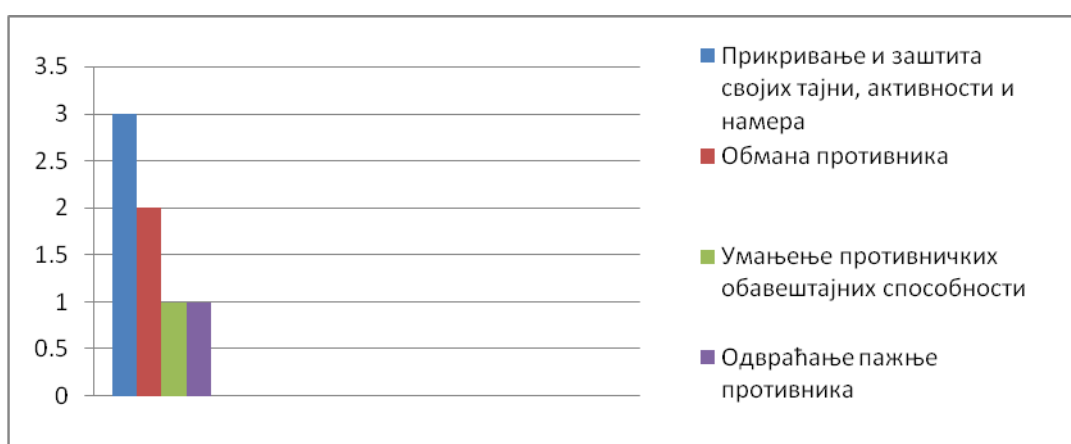 3.5
3
2.5
2
1.5
1
0.5
0
Прикривање и заштита
својих тајни, активности и
намера
Обмана противника
Умањење противничких
обавештајних способности
Одвраћање пажње
противника